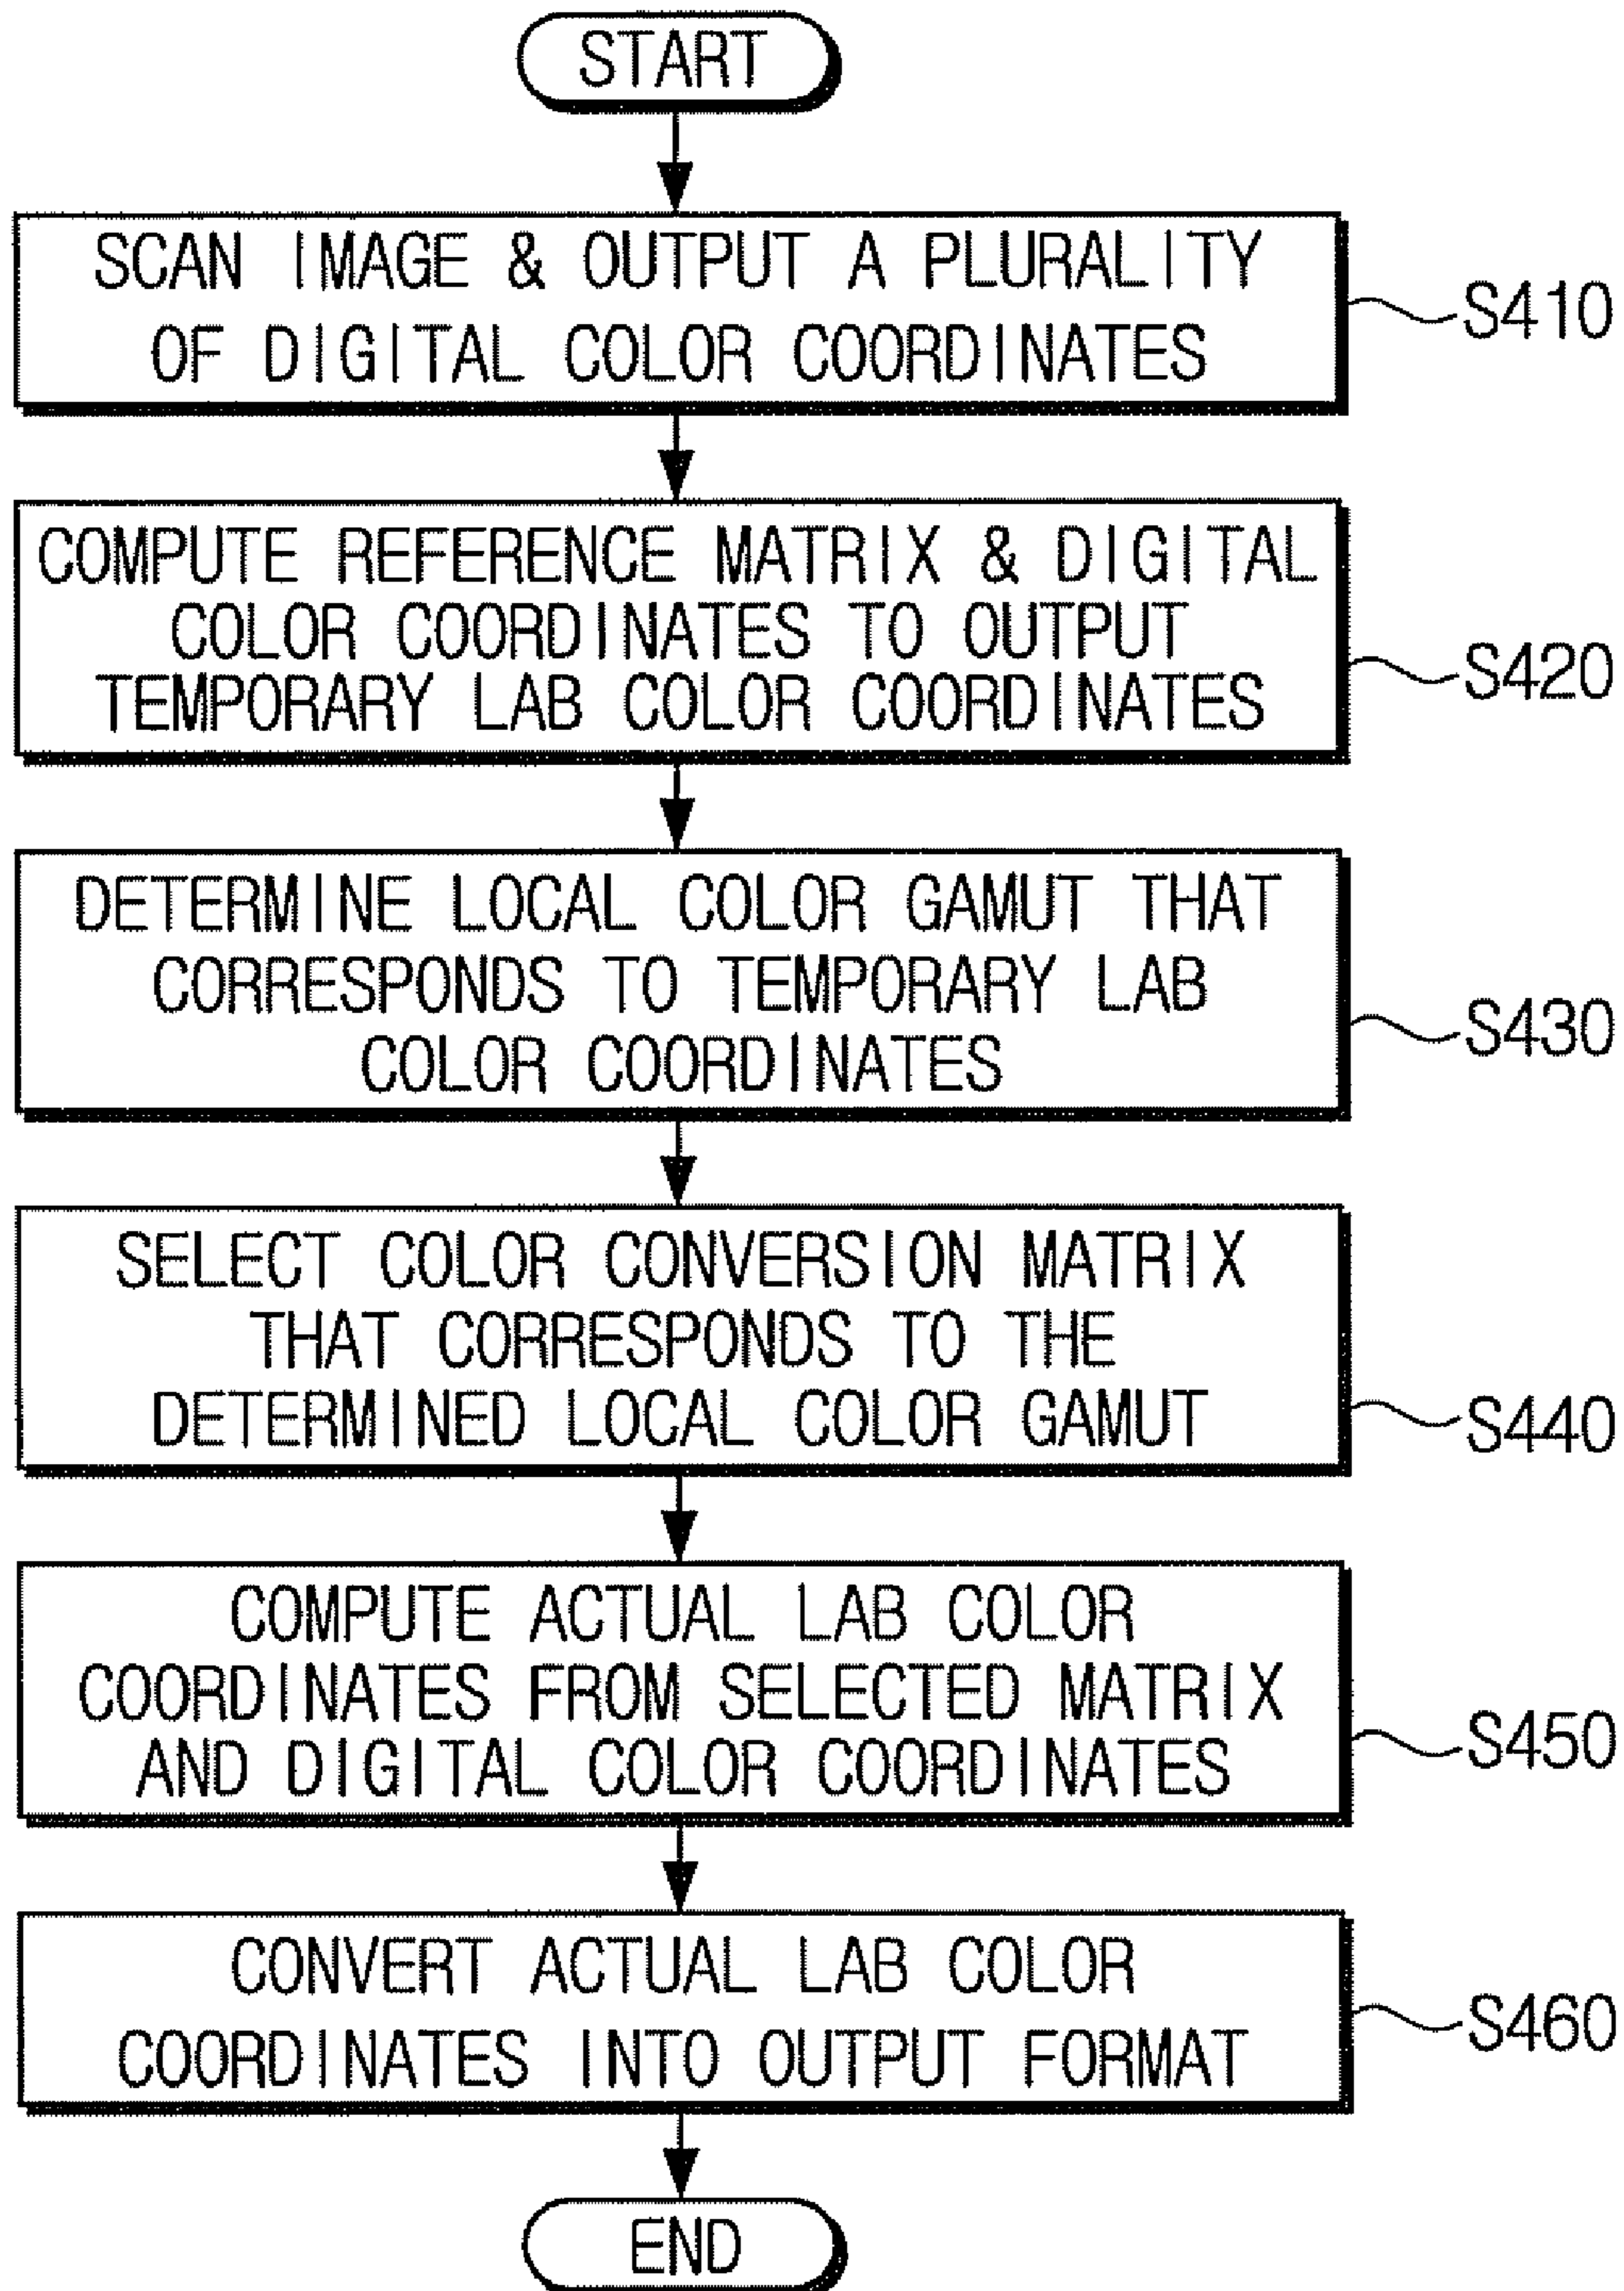 START
SCAN IMAGE & OUTPUT A PLURALITY
OF DIGITAL COLOR COORDINATES
S410
COMPUTE REFERENCE MATRIX & DIGITAL
COLOR COORDINATES TO OUTPUT
TEMPORARY LAB COLOR COORDINATES
S420
DETERMINE LOCAL COLOR GAMUT THAT
CORRESPONDS TO TEMPORARY LAB
COLOR COORDINATES
S430
SELECT COLOR CONVERSION MATRIX
THAT CORRESPONDS TO THE
DETERMINED LOCAL COLOR GAMUT
S440
COMPUTE ACTUAL LAB COLOR
COORDINATES FROM SELECTED MATRIX
AND DIGITAL COLOR COORDINATES
S450
CONVERT ACTUAL LAB COLOR
COORDINATES INTO OUTPUT FORMAT
S460
END